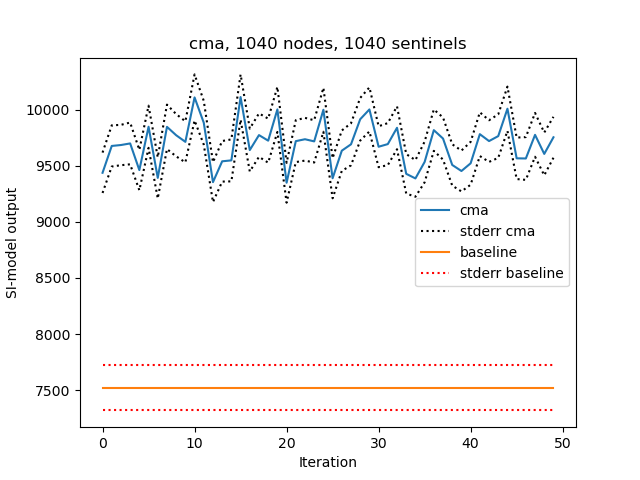 cma, 1040 nodes, 1040 sentinels
SI-model output
10000
9500
9000
8500
8000
7500
cma
stderr cma
baseline
stderr baseline
0 10 20 30 40 50
Iteration